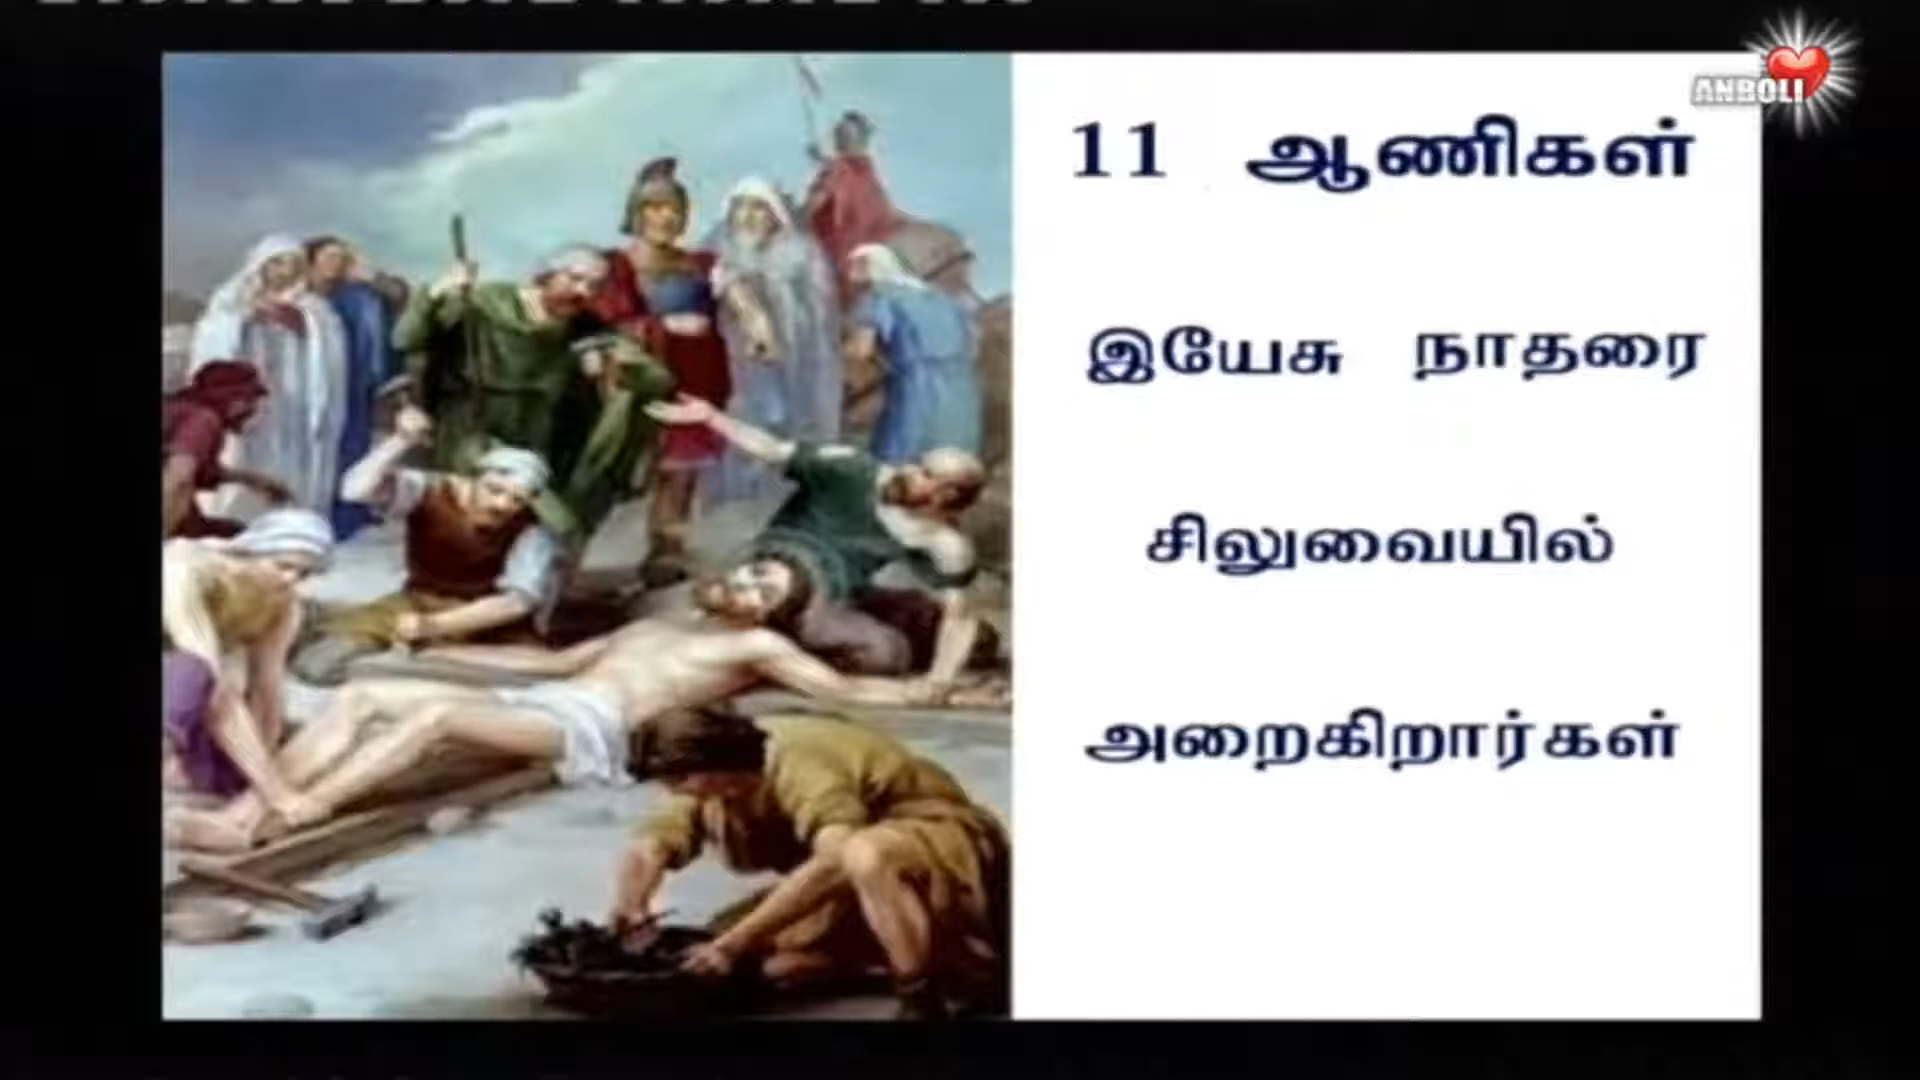 ANBOLI
11 ஆணிகள்
இயேசு நாதரை
சிலுவையில்
அறைகிறார்கள்